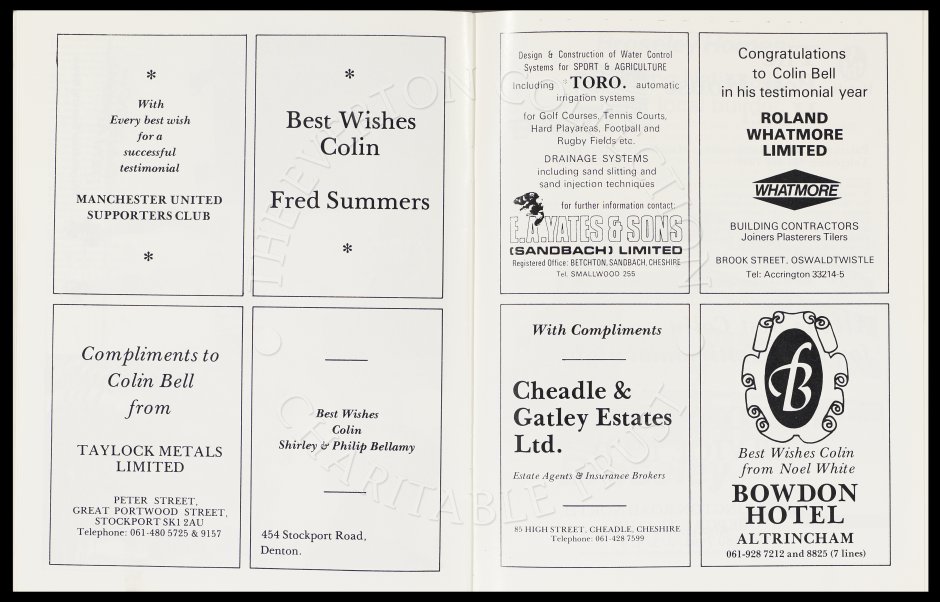 *
With
Every best wish
for a
successful
testimonial
MANCHESTER UNITED
SUPPORTERS CLUB
*
*
Best Wishes
Colin
Fred Summers
*
Compliments to
Colin Bell
from
TAYLOCK METALS
LIMITED
PETER STREET,
GREAT PORTWOOD STREET,
STOCKPORT SK1 2AU
Telephone: 061-480 5725 & 9157
Best Wishes
Colin
Shirley & Philip Bellamy
454 Stockport Road,
Denton.
Design & Construction of Water Control
Systems for SPORT & AGRICULTURE
Including TORO. automatic
irrigation systems
for Golf Courses, Tennis Courts,
Hard Playareas, Football and
Rugby Fields etc.
DRAINAGE SYSTEMS
including sand slitting and
sand injection techniques
for further information contact:
E.A. YATES & SONS
(SANDBACH) LIMITED
Registered Office: BETCHTON, SANDBACH, CHESHIRE
Tel. SMALLWOOD 255
Congratulations
to Colin Bell
in his testimonial year
ROLAND
WHATMORE
LIMITED
WHATMORE
BUILDING CONTRACTORS
Joiners Plasterers Tilers
BROOK STREET, OSWALDTWISTLE
Tel: Accrington 33214-5
With Compliments
Cheadle &
Gatley Estates
Ltd.
Estate Agents & Insurance Brokers
85 HIGH STREET, CHEADLE, CHESHIRE
Telephone: 061-428 7599
B
Best Wishes Colin
from Noel White
BOWDON
HOTEL
ALTRINCHAM
061-928 7212 and 8825 (7 lines)
© THE EVERTON COLLECTION
CHARITABLE TRUST